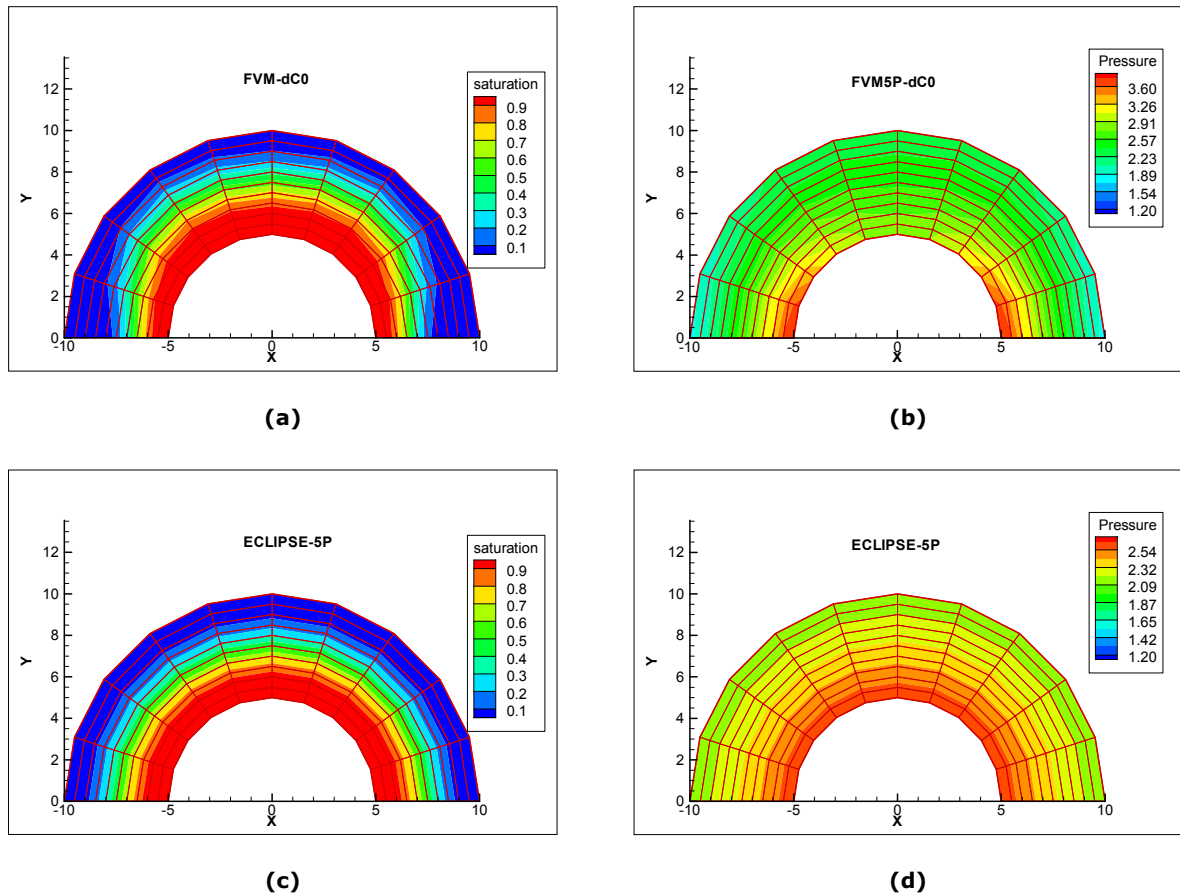 FVM-dC0
saturation
0.9
0.8
0.7
0.6
0.5
0.4
0.3
0.2
0.1
Y
12
10
8
6
4
2
0
-10 -5 0 5 10
X
(a)
FVM5P-dC0
Pressure
3.60
3.26
2.91
2.57
2.23
1.89
1.54
1.20
Y
12
10
8
6
4
2
0
-10 -5 0 5 10
X
(b)
ECLIPSE-5P
saturation
0.9
0.8
0.7
0.6
0.5
0.4
0.3
0.2
0.1
Y
12
10
8
6
4
2
0
-10 -5 0 5 10
X
(c)
ECLIPSE-5P
Pressure
2.54
2.32
2.09
1.87
1.65
1.42
1.20
Y
12
10
8
6
4
2
0
-10 -5 0 5 10
X
(d)